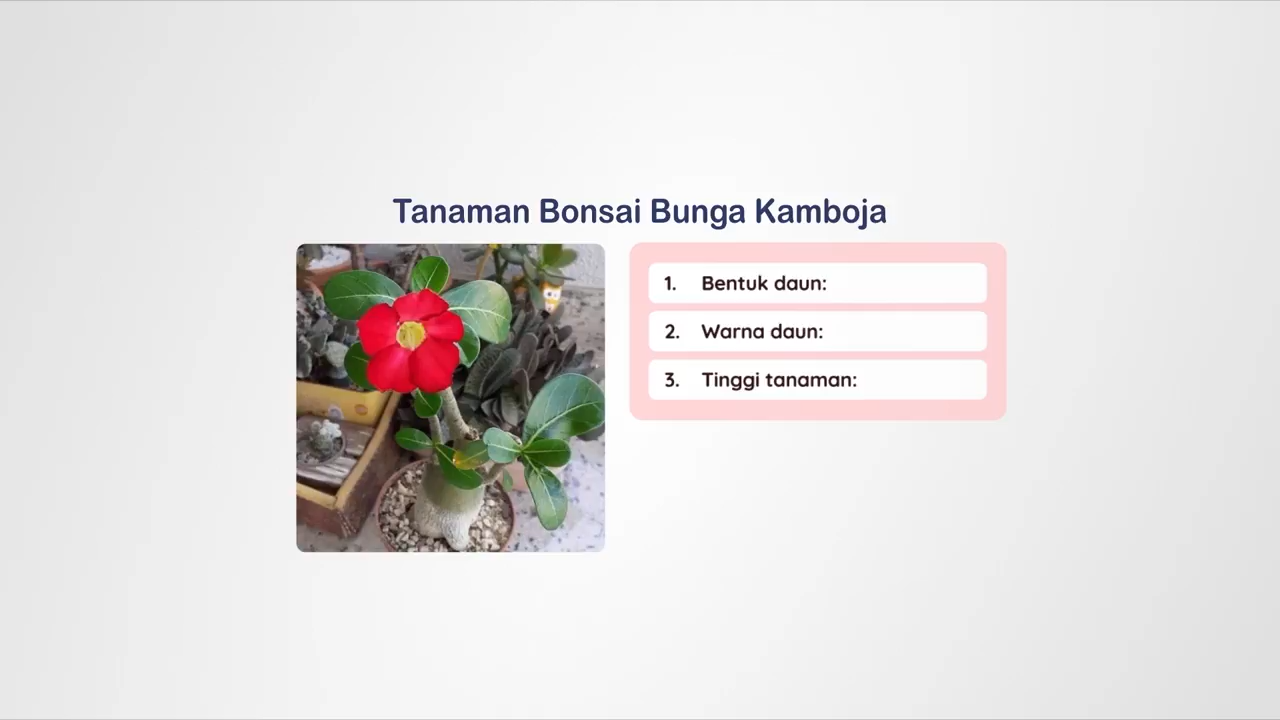 Tanaman Bonsai Bunga Kamboja
1. Bentuk daun:
2. Warna daun:
3. Tinggi tanaman: